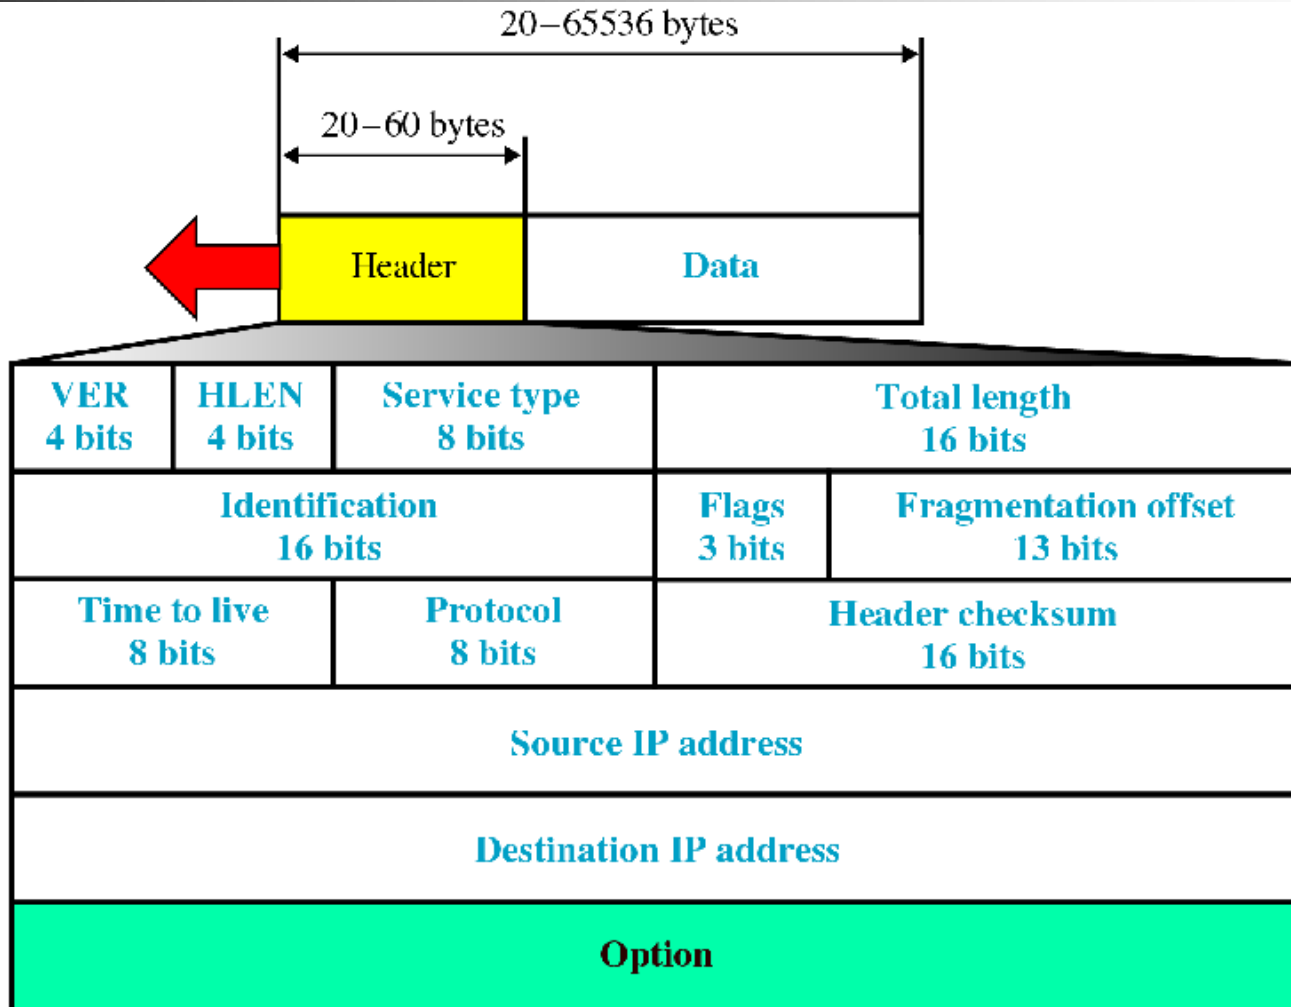 20–65536 bytes
20–60 bytes
Header
Data
VER
4 bits
HLEN
4 bits
Service type
8 bits
Total length
16 bits
Identification
16 bits
Flags
3 bits
Fragmentation offset
13 bits
Time to live
8 bits
Protocol
8 bits
Header checksum
16 bits
Source IP address
Destination IP address
Option